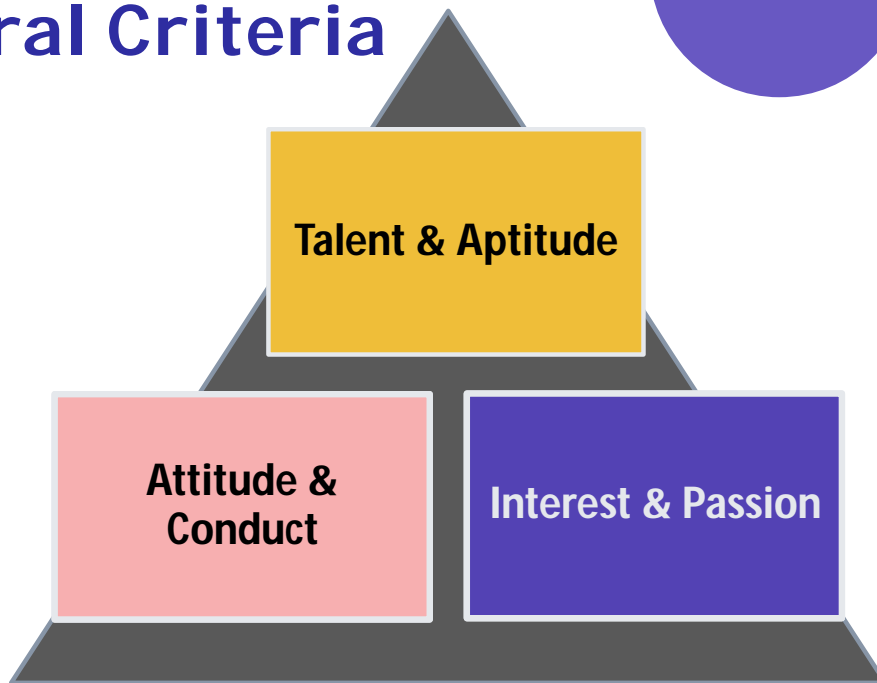 ral Criteria
Talent & Aptitude
Attitude &
Conduct
Interest & Passion